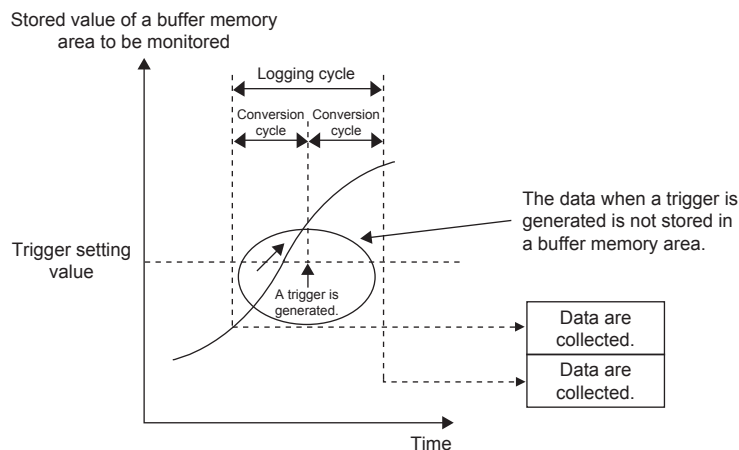 Stored value of a buffer memory
area to be monitored
Logging cycle
Conversion
cycle
Conversion
cycle
The data when a trigger is
generated is not stored in
a buffer memory area.
Trigger setting
value
A trigger is
generated.
Data are
collected.
Data are
collected.
Time